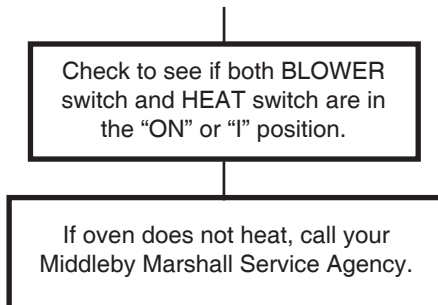 Check to see if both BLOWER
switch and HEAT switch are in
the “ON” or “I” position.
If oven does not heat, call your
Middleby Marshall Service Agency.